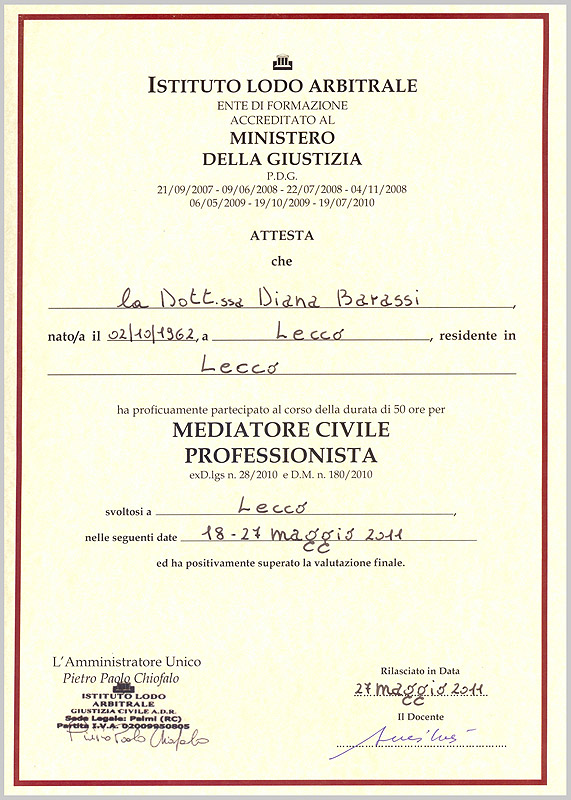 ISTITUTO LODO ARBITRALE
ENTE DI FORMAZIONE
ACCREDITATO AL
MINISTERO
DELLA GIUSTIZIA
P.D.G.
21/09/2007 - 09/06/2008 - 22/07/2008 - 04/11/2008
06/05/2009 - 19/10/2009 - 19/07/2010
ATTESTA
che
la Dott.ssa Diana Barassi,
nato/a il 02/10/1962, a Lecco, residente in
Lecco
ha proficuamente partecipato al corso della durata di 50 ore per
MEDIATORE CIVILE
PROFESSIONISTA
exD.lgs n. 28/2010 e D.M. n. 180/2010
svoltosi a Lecco,
nelle seguenti date 18-27 maggio 2011
ed ha positivamente superato la valutazione finale.
L'Amministratore Unico
Pietro Paolo Chiofalo
ISTITUTO LODO
ARBITRALE
GIUSTIZIA CIVILE A.D.R.
Sede Legale: Palmi (RC)
Partita I.V.A. 02009950805
Pietro Paolo Chiofalo
Rilasciato in Data
27 maggio 2011
Il Docente